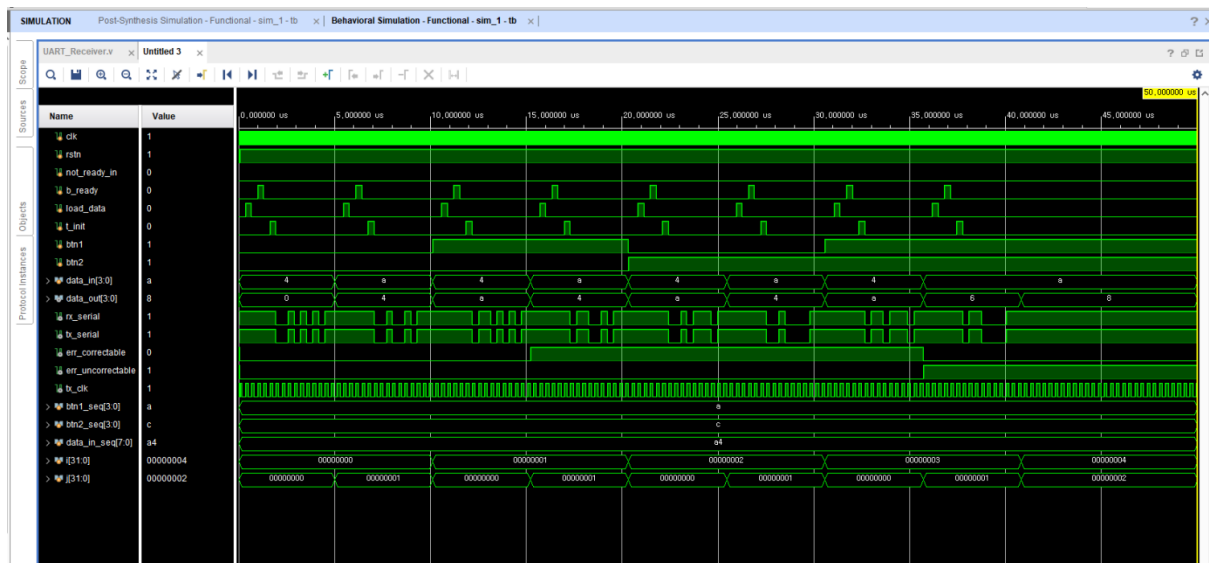 SIMULATION Post-Synthesis Simulation - Functional - sim_1 - tb × Behavioral Simulation - Functional - sim_1 - tb × ?
UART_Receiver.v × Untitled 3 × ?
Scope
Sources
Objects
Protocol Instances
50,000000 us
Name Value 0,000000 us 5,000000 us 10,000000 us 15,000000 us 20,000000 us 25,000000 us 30,000000 us 35,000000 us 40,000000 us 45,000000 us
clk 1
rstn 1
not_ready_in 0
b_ready 0
load_data 0
t_init 0
btn1 1
btn2 1
data_in[3:0] a 4 a 4 a 4 a 4 a
data_out[3:0] 8 0 4 a 4 a 4 a 6 8
rx_serial 1
tx_serial 1
err_correctable 0
err_uncorrectable 1
tx_clk 1
btn1_seq[3:0] a a
btn2_seq[3:0] c c
data_in_seq[7:0] a4 a4
i[31:0] 00000004 00000000 00000001 00000002 00000003 00000004
j[31:0] 00000002 00000000 00000001 00000000 00000001 00000000 00000001 00000000 00000001 00000002